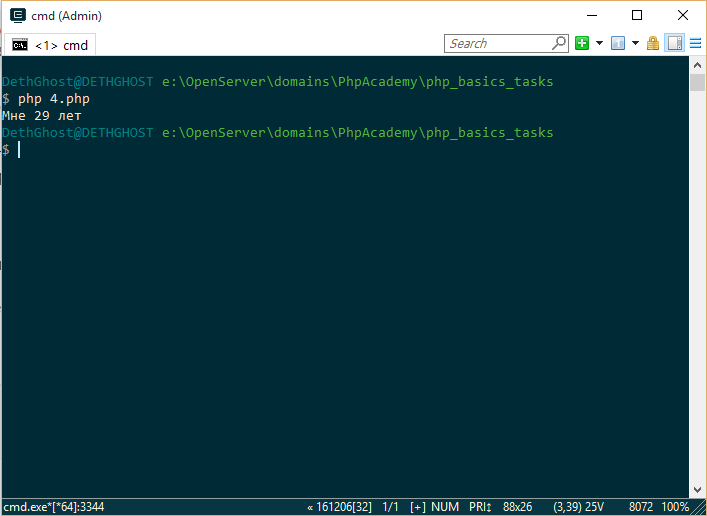 cmd (Admin)
<1> cmd
Search
DethGhost@DETHGHOST e:\OpenServer\domains\PhpAcademy\php_basics_tasks
$ php 4.php
Мне 29 лет
DethGhost@DETHGHOST e:\OpenServer\domains\PhpAcademy\php_basics_tasks
$
cmd.exe*[*64]:3344 « 161206[32] 1/1 [+] NUM PRI↕ 88x26 (3,39) 25V 8072 100%